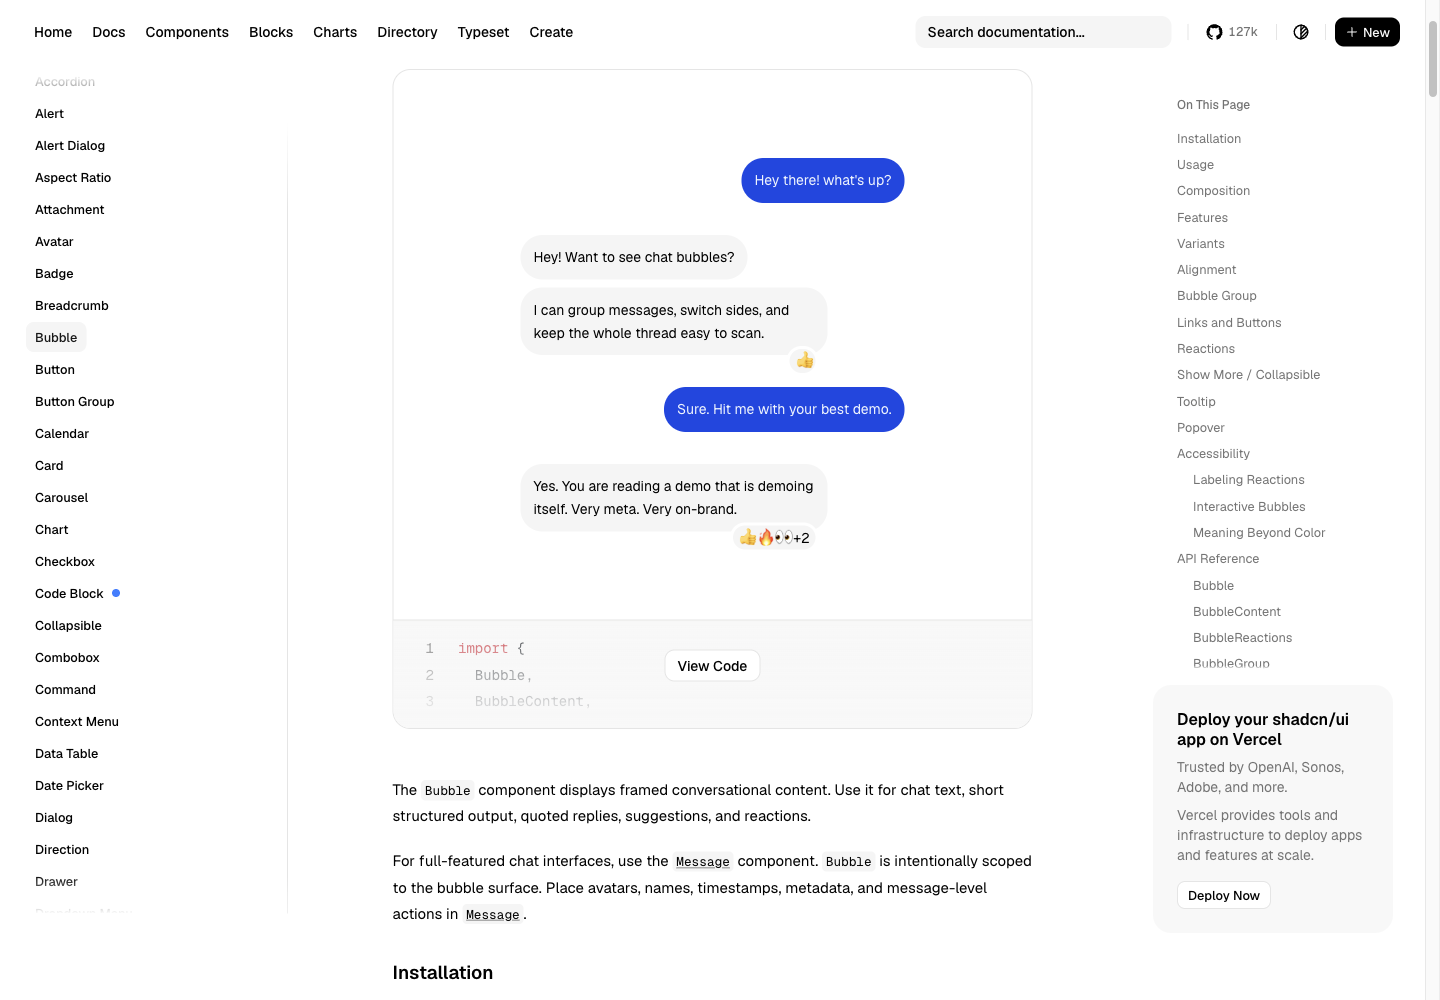 Home Docs Components Blocks Charts Directory Typeset Create
Search documentation...
127k
New
Accordion
Alert
Alert Dialog
Aspect Ratio
Attachment
Avatar
Badge
Breadcrumb
Bubble
Button
Button Group
Calendar
Card
Carousel
Chart
Checkbox
Code Block
Collapsible
Combobox
Command
Context Menu
Data Table
Date Picker
Dialog
Direction
Drawer
Dropdown Menu
Hey there! what's up?
Hey! Want to see chat bubbles?
I can group messages, switch sides, and
keep the whole thread easy to scan.
👍
Sure. Hit me with your best demo.
Yes. You are reading a demo that is demoing
itself. Very meta. Very on-brand.
👍🔥👀+2
1 import {
2 Bubble,
3 BubbleContent,
View Code
The Bubble component displays framed conversational content. Use it for chat text, short
structured output, quoted replies, suggestions, and reactions.
For full-featured chat interfaces, use the Message component. Bubble is intentionally scoped
to the bubble surface. Place avatars, names, timestamps, metadata, and message-level
actions in Message.
Installation
On This Page
Installation
Usage
Composition
Features
Variants
Alignment
Bubble Group
Links and Buttons
Reactions
Show More / Collapsible
Tooltip
Popover
Accessibility
Labeling Reactions
Interactive Bubbles
Meaning Beyond Color
API Reference
Bubble
BubbleContent
BubbleReactions
BubbleGroup
Deploy your shadcn/ui
app on Vercel
Trusted by OpenAI, Sonos,
Adobe, and more.
Vercel provides tools and
infrastructure to deploy apps
and features at scale.
Deploy Now